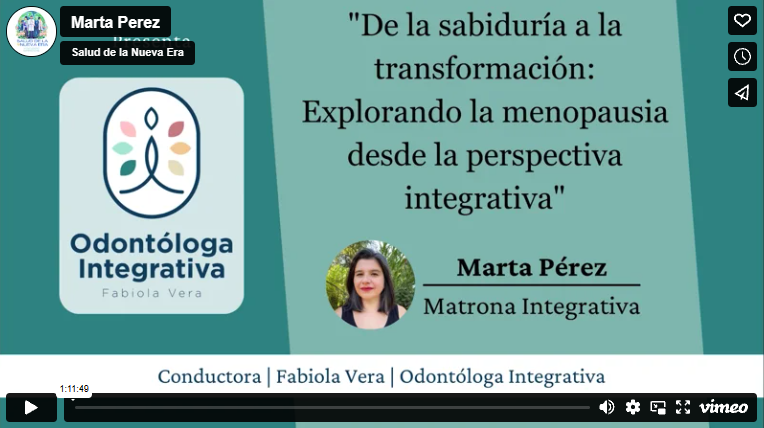 Marta Perez
Salud de la Nueva Era
Presenta
"De la sabiduría a la
transformación:
Explorando la menopausia
desde la perspectiva
integrativa"
Odontóloga
Integrativa
Fabiola Vera
Marta Pérez
Matrona Integrativa
Conductora | Fabiola Vera | Odontóloga Integrativa
1:11:49
vimeo